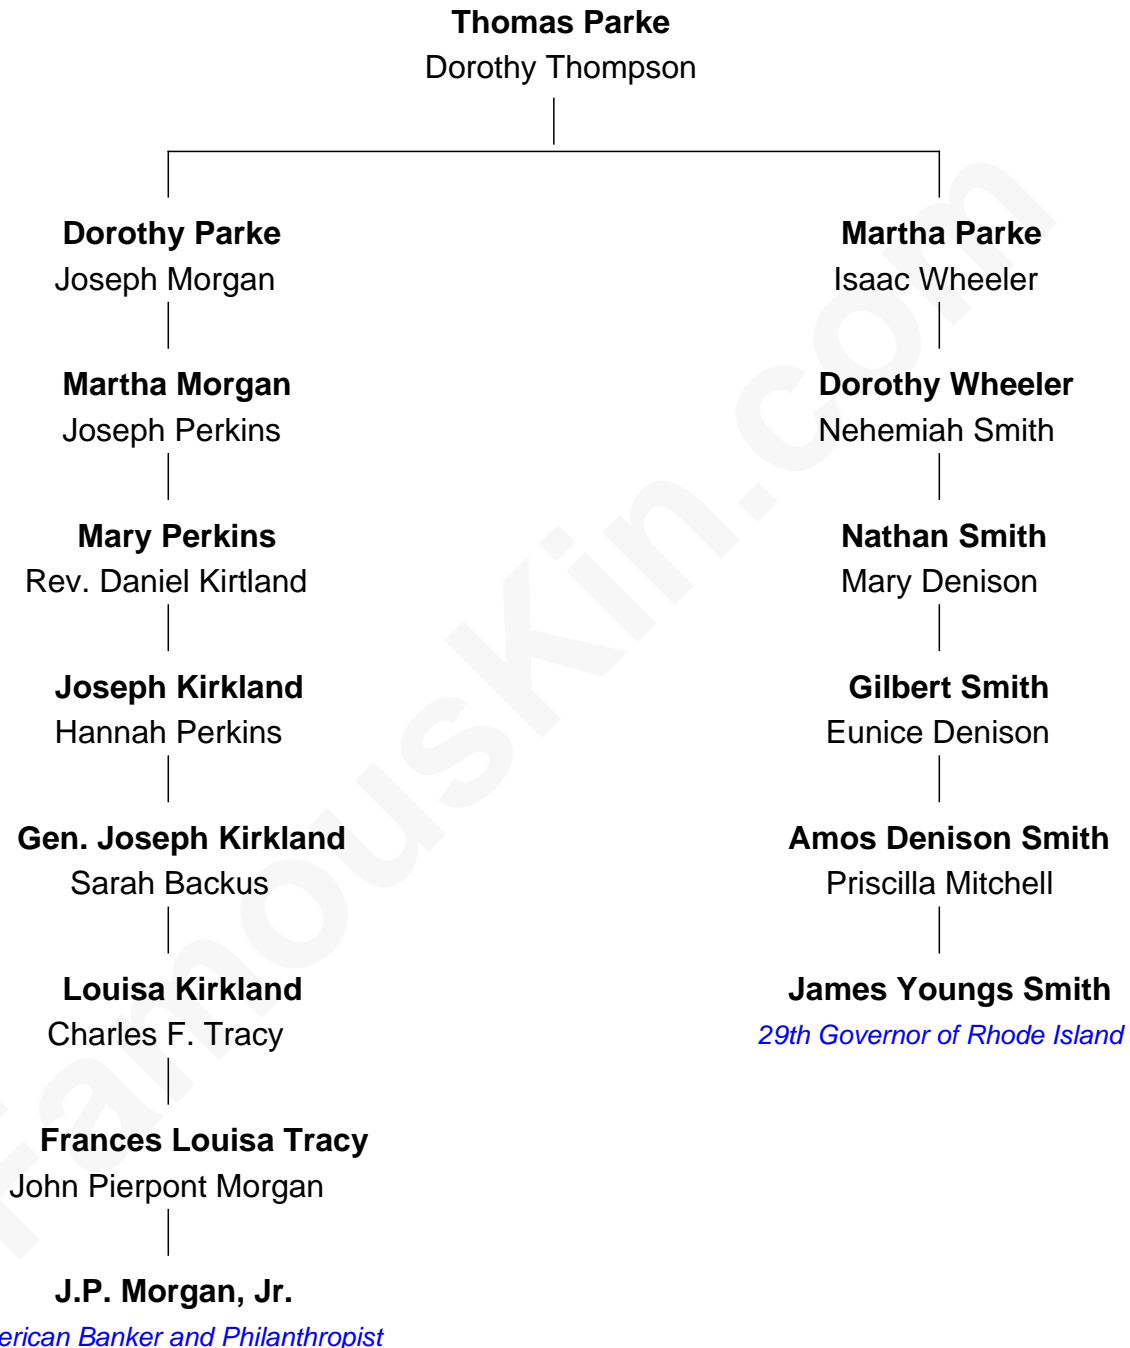 Thomas Parke
Dorothy Thompson
Dorothy Parke
Joseph Morgan
Martha Parke
Isaac Wheeler
Martha Morgan
Joseph Perkins
Dorothy Wheeler
Nehemiah Smith
Mary Perkins
Rev. Daniel Kirtland
Nathan Smith
Mary Denison
Joseph Kirkland
Hannah Perkins
Gilbert Smith
Eunice Denison
Gen. Joseph Kirkland
Sarah Backus
Amos Denison Smith
Priscilla Mitchell
Louisa Kirkland
Charles F. Tracy
James Youngs Smith
29th Governor of Rhode Island
Frances Louisa Tracy
John Pierpont Morgan
J.P. Morgan, Jr.
erican Banker and Philanthropist
FamousKin.com